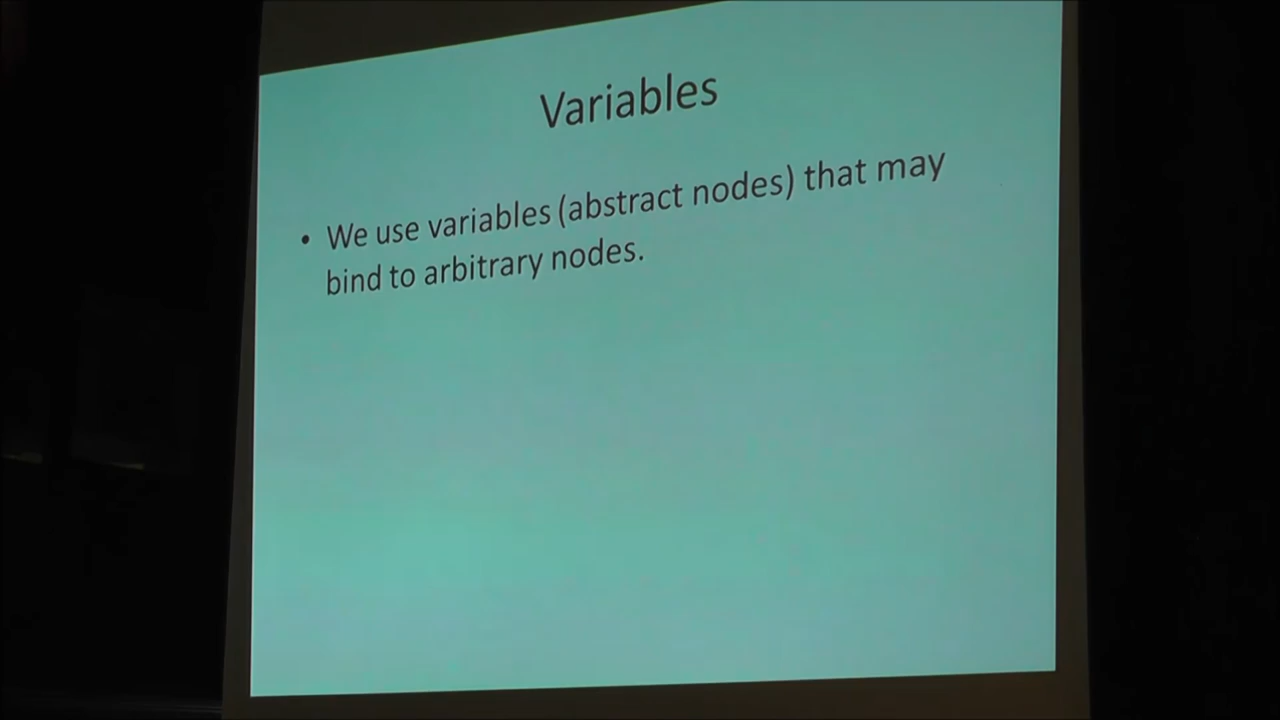 Variables
• We use variables (abstract nodes) that may
bind to arbitrary nodes.